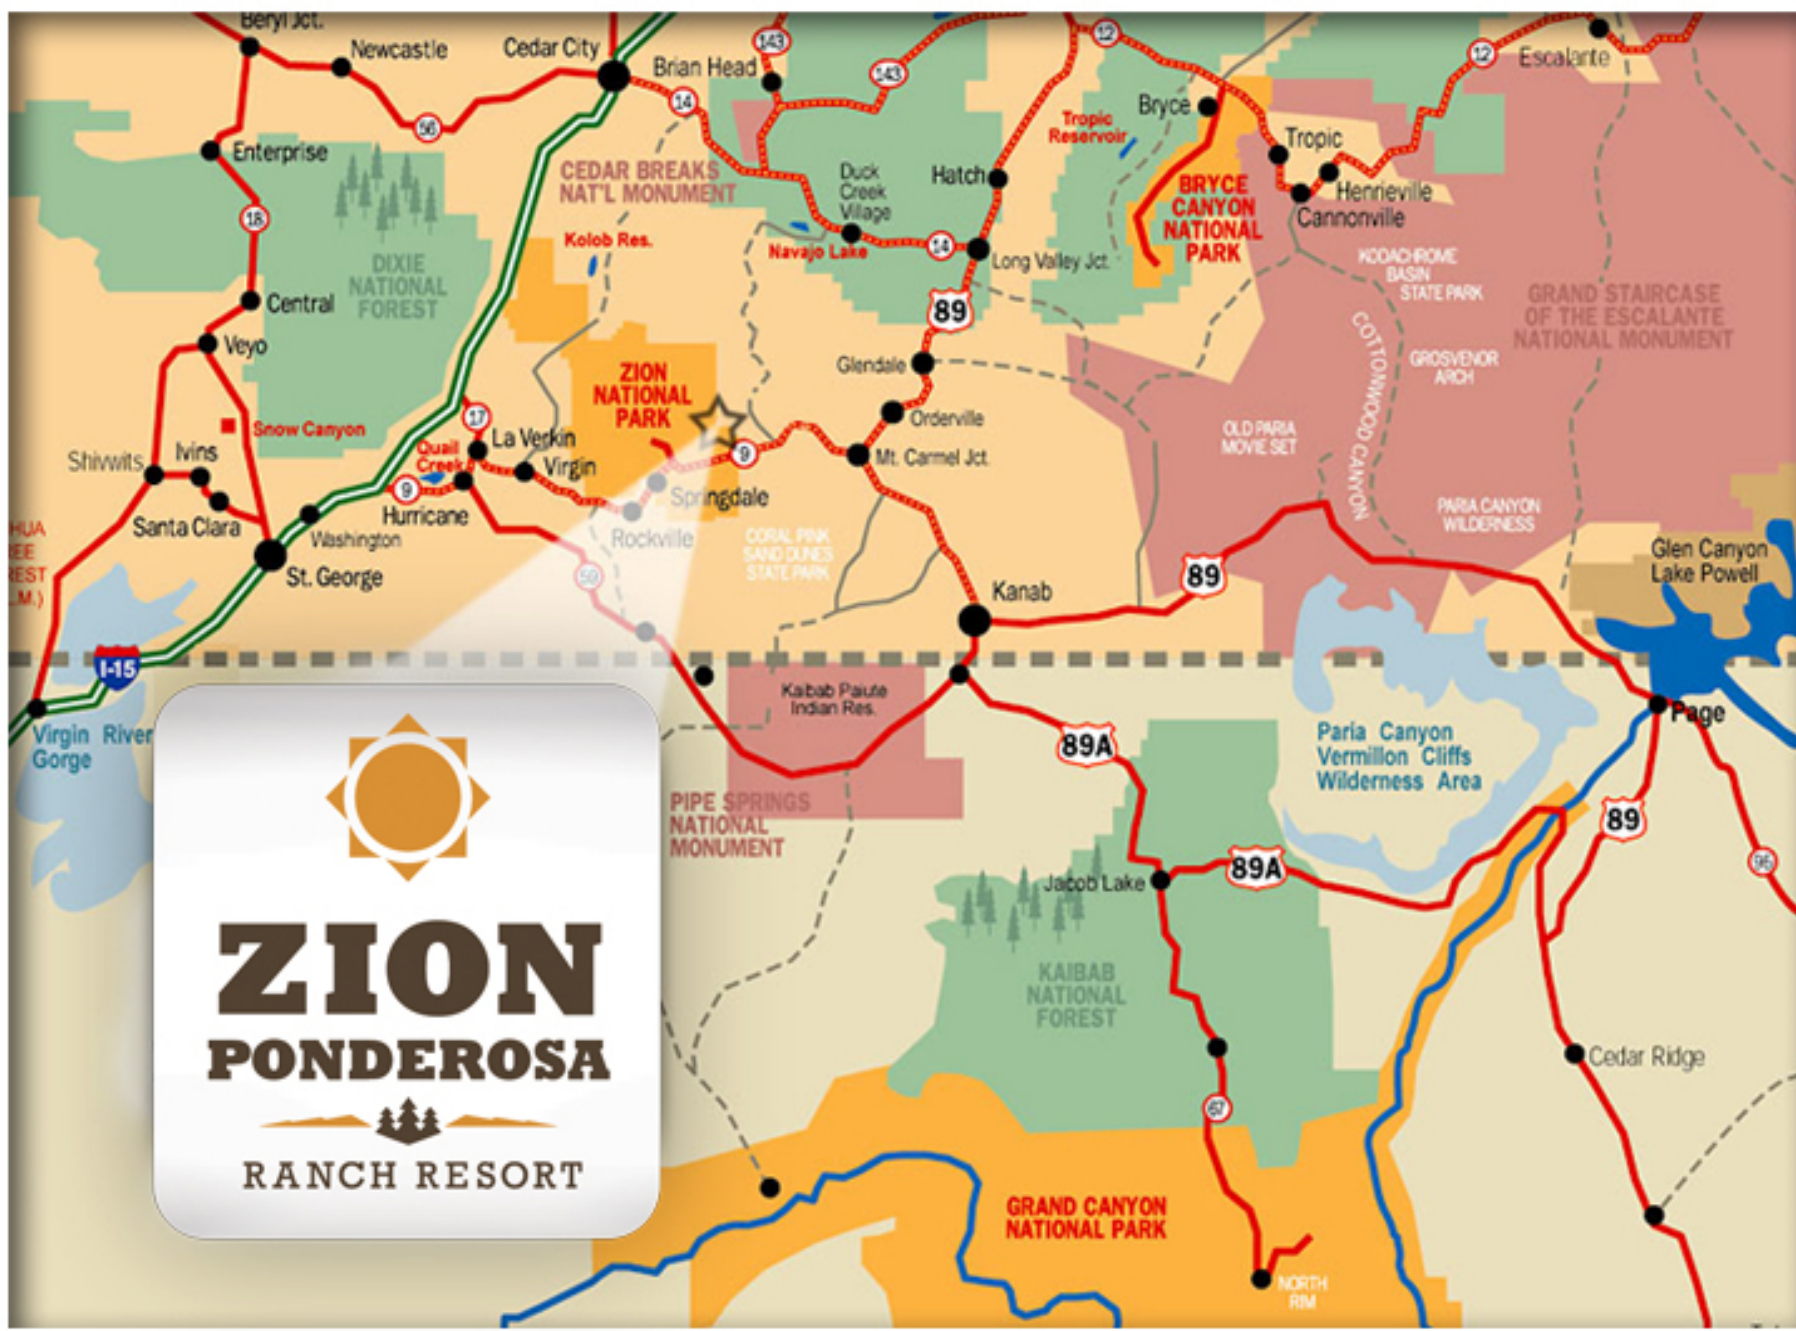 Beryl Jct.
Newcastle
Cedar City
Brian Head
143
143
12
12
Escalante
14
56
Bryce
Tropic
Reservoir
Tropic
Enterprise
CEDAR BREAKS
NAT'L MONUMENT
Duck
Creek
Village
Hatch
BRYCE
CANYON
NATIONAL
PARK
Henrieville
Cannonville
18
Kolob Res.
Navajo Lake
14
Long Valley Jct.
KODACHROME
BASIN
STATE PARK
DIXIE
NATIONAL
FOREST
Central
89
GRAND STAIRCASE
OF THE ESCALANTE
NATIONAL MONUMENT
COTTONWOOD CANYON
Veyo
Glendale
GROSVENOR
ARCH
ZION
NATIONAL
PARK
17
Snow Canyon
La Verkin
Orderville
OLD PARIA
MOVIE SET
Shivwits
Ivins
Quail
Creek
Virgin
9
Mt. Carmel Jct.
9
Springdale
Santa Clara
Hurricane
PARIA CANYON
WILDERNESS
HUA
EE
REST
L.M.)
Washington
Rockville
CORAL PINK
SAND DUNES
STATE PARK
Glen Canyon
Lake Powell
St. George
59
89
Kanab
I-15
Kaibab Paiute
Indian Res.
Page
Virgin River
Gorge
89A
Paria Canyon
Vermillon Cliffs
Wilderness Area
PIPE SPRINGS
NATIONAL
MONUMENT
89
89A
Jacob Lake
ZION
PONDEROSA
RANCH RESORT
KAIBAB
NATIONAL
FOREST
Cedar Ridge
67
GRAND CANYON
NATIONAL PARK
NORTH
RIM